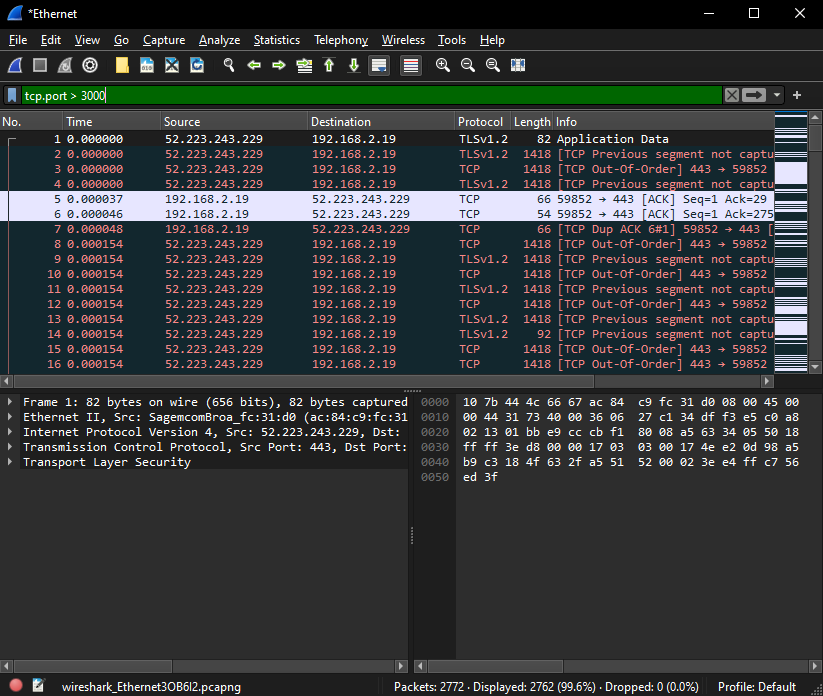 *Ethernet
File Edit View Go Capture Analyze Statistics Telephony Wireless Tools Help
tcp.port > 3000
No. Time Source Destination Protocol Length Info
1 0.000000 52.223.243.229 192.168.2.19 TLSv1.2 82 Application Data
2 0.000000 52.223.243.229 192.168.2.19 TLSv1.2 1418 [TCP Previous segment not captu
3 0.000000 52.223.243.229 192.168.2.19 TCP 1418 [TCP Out-Of-Order] 443 → 59852
4 0.000000 52.223.243.229 192.168.2.19 TLSv1.2 1418 [TCP Previous segment not captu
5 0.000037 192.168.2.19 52.223.243.229 TCP 66 59852 → 443 [ACK] Seq=1 Ack=29
6 0.000046 192.168.2.19 52.223.243.229 TCP 54 59852 → 443 [ACK] Seq=1 Ack=275
7 0.000048 192.168.2.19 52.223.243.229 TCP 66 [TCP Dup ACK 6#1] 59852 → 443 [
8 0.000154 52.223.243.229 192.168.2.19 TCP 1418 [TCP Out-Of-Order] 443 → 59852
9 0.000154 52.223.243.229 192.168.2.19 TLSv1.2 1418 [TCP Previous segment not captu
10 0.000154 52.223.243.229 192.168.2.19 TCP 1418 [TCP Out-Of-Order] 443 → 59852
11 0.000154 52.223.243.229 192.168.2.19 TLSv1.2 1418 [TCP Previous segment not captu
12 0.000154 52.223.243.229 192.168.2.19 TCP 1418 [TCP Out-Of-Order] 443 → 59852
13 0.000154 52.223.243.229 192.168.2.19 TLSv1.2 1418 [TCP Previous segment not captu
14 0.000154 52.223.243.229 192.168.2.19 TLSv1.2 92 [TCP Previous segment not captu
15 0.000154 52.223.243.229 192.168.2.19 TCP 1418 [TCP Out-Of-Order] 443 → 59852
16 0.000154 52.223.243.229 192.168.2.19 TCP 1418 [TCP Out-Of-Order] 443 → 59852
Frame 1: 82 bytes on wire (656 bits), 82 bytes captured
Ethernet II, Src: SagemcomBroa_fc:31:d0 (ac:84:c9:fc:31
Internet Protocol Version 4, Src: 52.223.243.229, Dst:
Transmission Control Protocol, Src Port: 443, Dst Port:
Transport Layer Security
0000 10 7b 44 4c 66 67 ac 84 c9 fc 31 d0 08 00 45 00
0010 00 44 31 73 40 00 36 06 27 c1 34 df f3 e5 c0 a8
0020 02 13 01 bb e9 cc cb f1 80 08 a5 63 34 05 50 18
0030 ff ff 3e d8 00 00 17 03 03 00 17 4e e2 0d 98 a5
0040 b9 c3 18 4f 63 2f a5 51 52 00 02 3e e4 ff c7 56
0050 ed 3f
wireshark_Ethernet3OB6I2.pcapng
Packets: 2772 · Displayed: 2762 (99.6%) · Dropped: 0 (0.0%)
Profile: Default